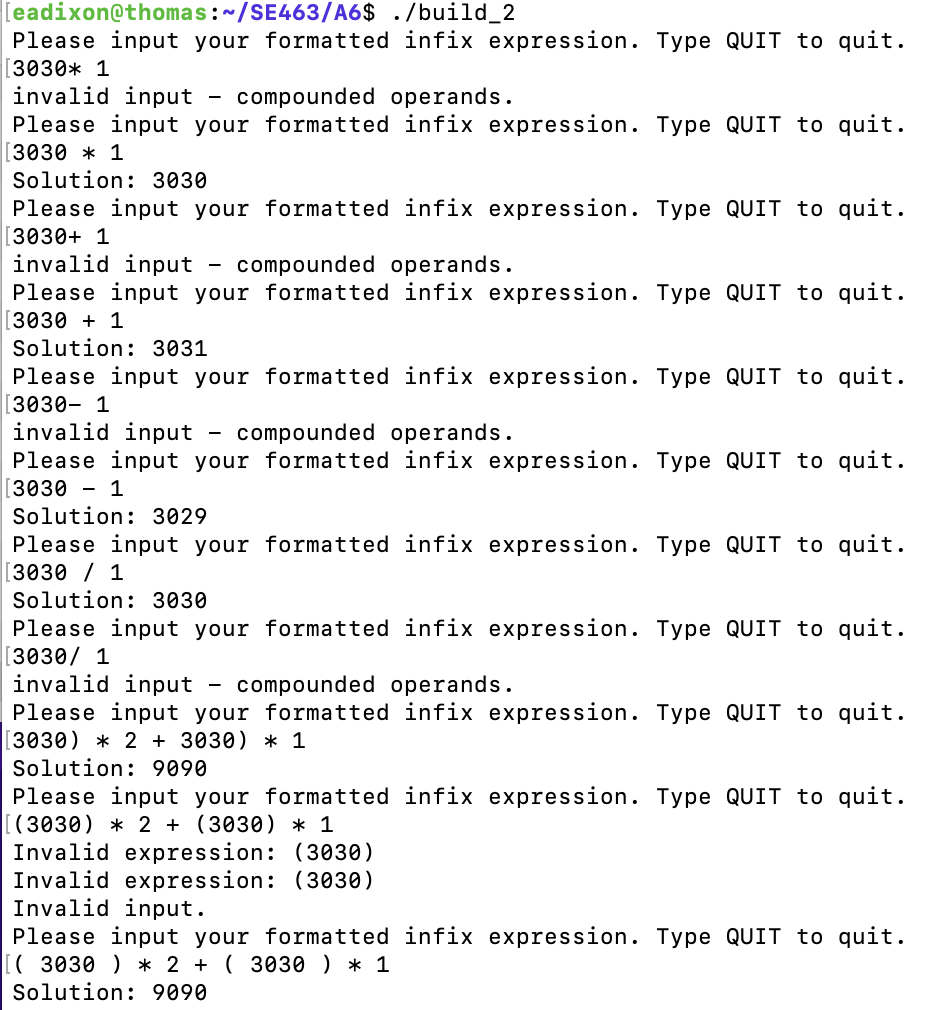 [eadixon@thomas:~/SE463/A6$ ./build_2
Please input your formatted infix expression. Type QUIT to quit.
[3030* 1
invalid input - compounded operands.
Please input your formatted infix expression. Type QUIT to quit.
[3030 * 1
Solution: 3030
Please input your formatted infix expression. Type QUIT to quit.
[3030+ 1
invalid input - compounded operands.
Please input your formatted infix expression. Type QUIT to quit.
[3030 + 1
Solution: 3031
Please input your formatted infix expression. Type QUIT to quit.
[3030- 1
invalid input - compounded operands.
Please input your formatted infix expression. Type QUIT to quit.
[3030 - 1
Solution: 3029
Please input your formatted infix expression. Type QUIT to quit.
[3030 / 1
Solution: 3030
Please input your formatted infix expression. Type QUIT to quit.
[3030/ 1
invalid input - compounded operands.
Please input your formatted infix expression. Type QUIT to quit.
[3030) * 2 + 3030) * 1
Solution: 9090
Please input your formatted infix expression. Type QUIT to quit.
[(3030) * 2 + (3030) * 1
Invalid expression: (3030)
Invalid expression: (3030)
Invalid input.
Please input your formatted infix expression. Type QUIT to quit.
[( 3030 ) * 2 + ( 3030 ) * 1
Solution: 9090